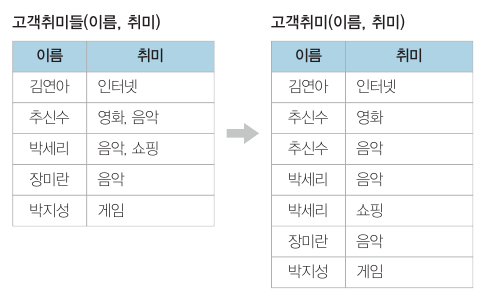 고객취미들(이름, 취미)
이름 취미
김연아 인터넷
추신수 영화, 음악
박세리 음악, 쇼핑
장미란 음악
박지성 게임
고객취미(이름, 취미)
이름 취미
김연아 인터넷
추신수 영화
추신수 음악
박세리 음악
박세리 쇼핑
장미란 음악
박지성 게임